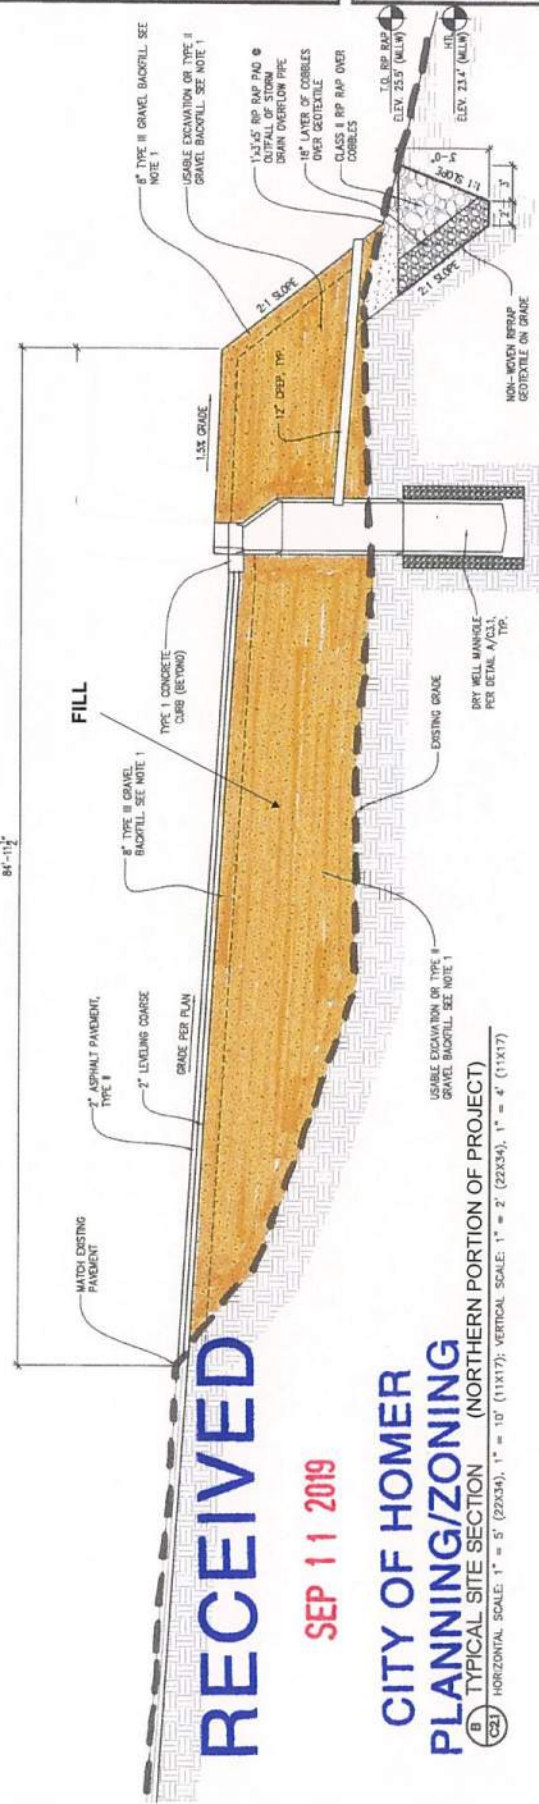 84'-11½"
MATCH EXISTING
PAVEMENT
2" ASPHALT PAVEMENT,
TYPE II
2" LEVELING COARSE
GRADE PER PLAN
8" TYPE III GRAVEL
BACKFILL. SEE NOTE 1
FILL
TYPE 1 CONCRETE
CURB (BEYOND)
1.5% GRADE
8" TYPE III GRAVEL BACKFILL SEE
NOTE 1
USABLE EXCAVATION OR TYPE II
GRAVEL BACKFILL SEE NOTE 1
2:1 SLOPE
12" CPEP, TYP.
1'x3'x5' RIP RAP PAD @
OUTFALL OF STORM
DRAIN OVERFLOW PIPE
18" LAYER OF COBBLES
OVER GEOTEXTILE
CLASS II RIP RAP OVER
COBBLES
T.O. RIP RAP
ELEV. 25.5' (MLLW)
HTL
ELEV. 23.4' (MLLW)
5'-0"
1:1 SLOPE
3'
2'
2:1 SLOPE
NON-WOVEN RIPRAP
GEOTEXTILE ON GRADE
DRY WELL MANHOLE
PER DETAIL A/C3.1,
TYP.
EXISTING GRADE
USABLE EXCAVATION OR TYPE II
GRAVEL BACKFILL. SEE NOTE 1
RECEIVED
SEP 11 2019
CITY OF HOMER
PLANNING/ZONING
B
C2.1
TYPICAL SITE SECTION (NORTHERN PORTION OF PROJECT)
HORIZONTAL SCALE: 1" = 5' (22X34), 1" = 10' (11X17); VERTICAL SCALE: 1" = 2' (22X34), 1" = 4' (11X17)